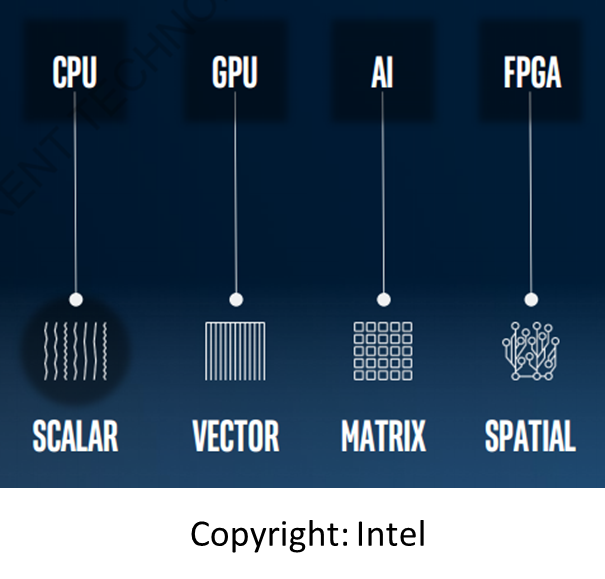 CPU GPU AI FPGA
SCALAR VECTOR MATRIX SPATIAL
Copyright: Intel